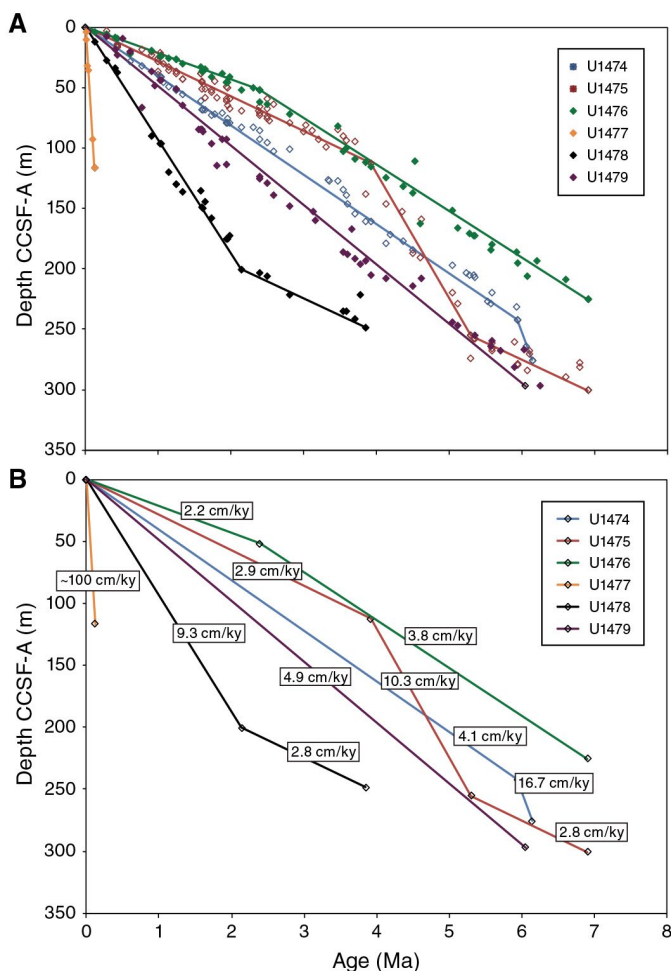 A
0
50
100
150
200
250
300
350
Depth CCSF-A (m)
U1474
U1475
U1476
U1477
U1478
U1479
B
0
50
100
150
200
250
300
350
Depth CCSF-A (m)
U1474
U1475
U1476
U1477
U1478
U1479
2.2 cm/ky
2.9 cm/ky
~100 cm/ky
9.3 cm/ky
3.8 cm/ky
4.9 cm/ky
10.3 cm/ky
4.1 cm/ky
2.8 cm/ky
16.7 cm/ky
2.8 cm/ky
0 1 2 3 4 5 6 7 8
Age (Ma)